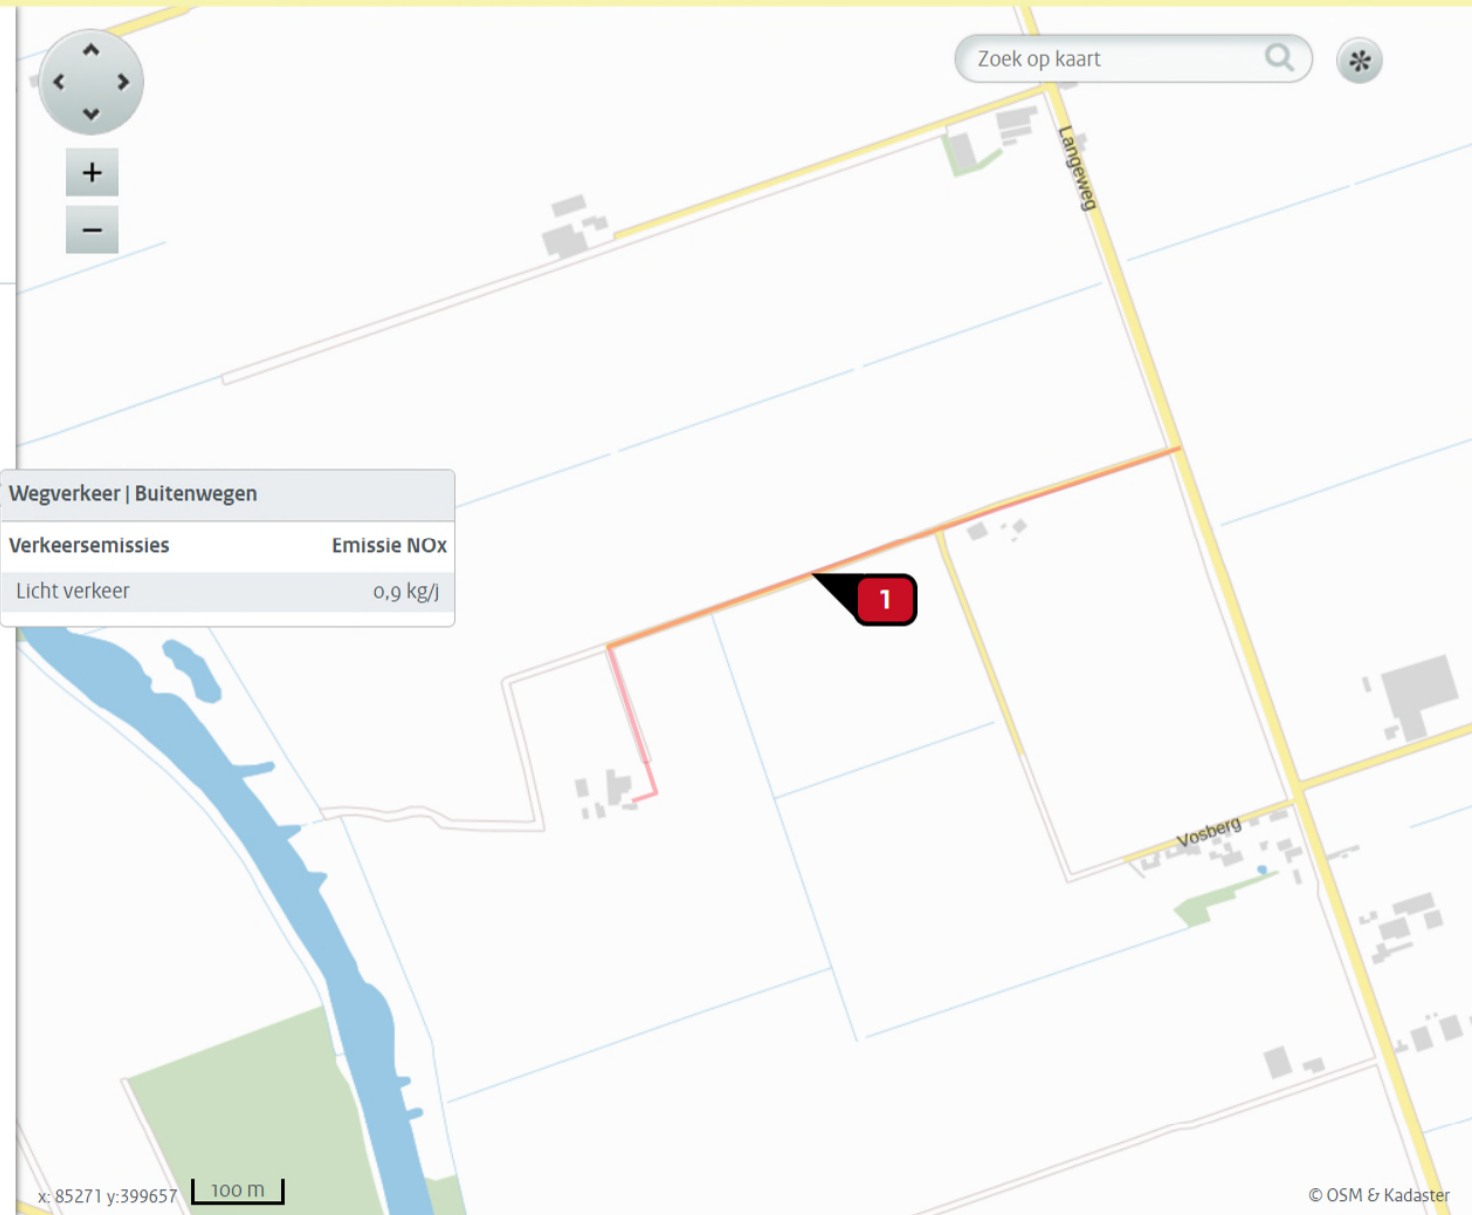 Zoek op kaart
Langeweg
Wegverkeer | Buitenwegen
Verkeersemissies Emissie NOx
Licht verkeer 0,9 kg/j
1
Vosberg
x: 85271 y:399657 100 m
© OSM & Kadaster